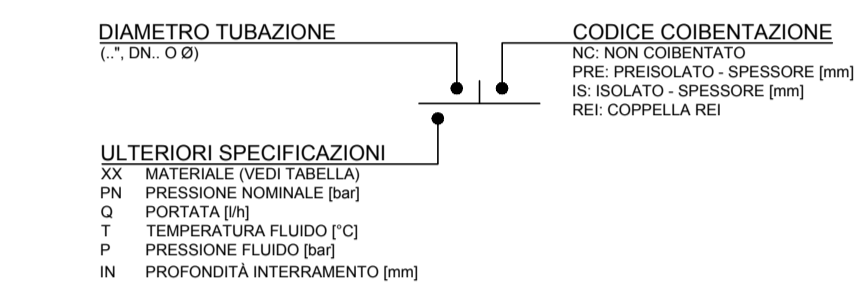 DIAMETRO TUBAZIONE
(..", DN.. O Ø)
CODICE COIBENTAZIONE
NC: NON COIBENTATO
PRE: PREISOLATO - SPESSORE [mm]
IS: ISOLATO - SPESSORE [mm]
REI: COPPELLA REI
ULTERIORI SPECIFICAZIONI
XX MATERIALE (VEDI TABELLA)
PN PRESSIONE NOMINALE [bar]
Q PORTATA [l/h]
T TEMPERATURA FLUIDO [°C]
P PRESSIONE FLUIDO [bar]
IN PROFONDITÀ INTERRAMENTO [mm]